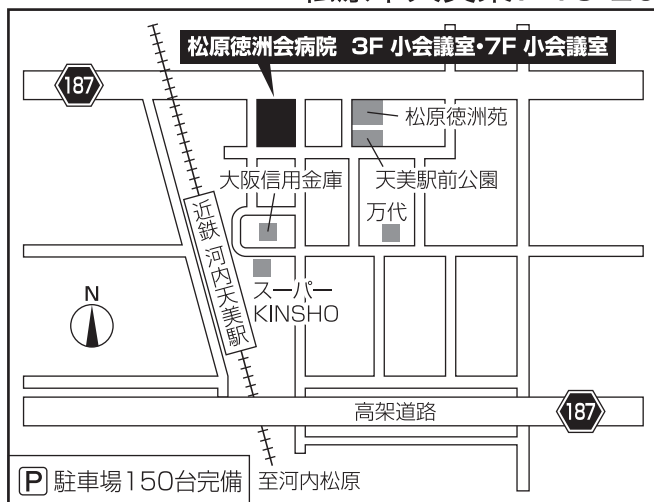 松原徳洲会病院 3F 小会議室・7F 小会議室
187
松原徳洲苑
大阪信用金庫
天美駅前公園
万代
近鉄 河内天美駅
スーパー
KINSHO
N
高架道路
187
P 駐車場150台完備
至河内松原